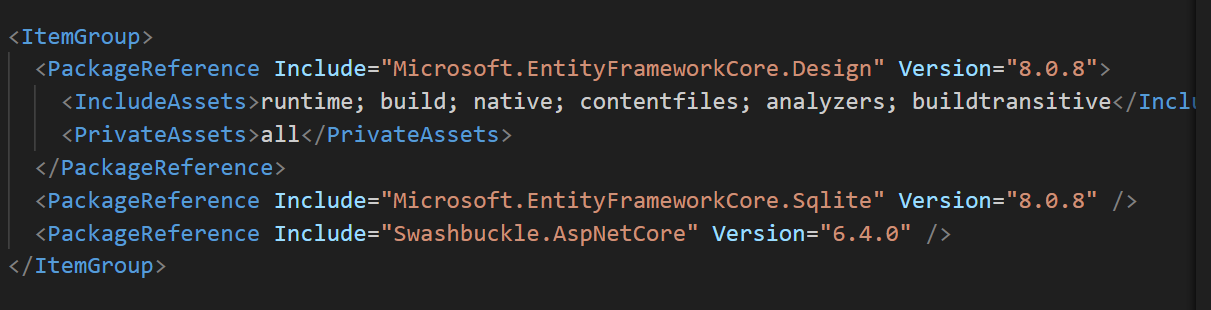 <ItemGroup>
<PackageReference Include="Microsoft.EntityFrameworkCore.Design" Version="8.0.8">
<IncludeAssets>runtime; build; native; contentfiles; analyzers; buildtransitive</Inclu
<PrivateAssets>all</PrivateAssets>
</PackageReference>
<PackageReference Include="Microsoft.EntityFrameworkCore.Sqlite" Version="8.0.8" />
<PackageReference Include="Swashbuckle.AspNetCore" Version="6.4.0" />
</ItemGroup>